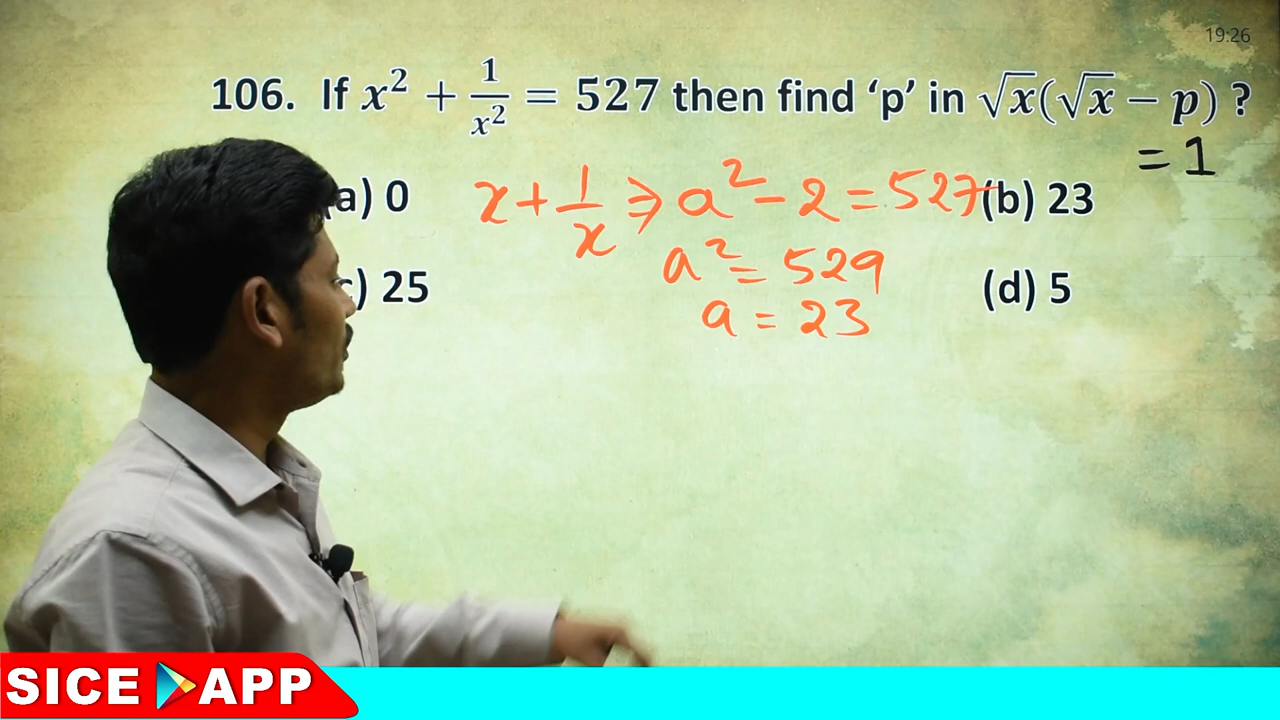 19:26
106. If x² + 1/x² = 527 then find ‘p’ in √x(√x − p) ?
= 1
a) 0
x + 1/x ⇒ a² − 2 = 527
(b) 23
a² = 529
) 25
(d) 5
a = 23
SICE APP